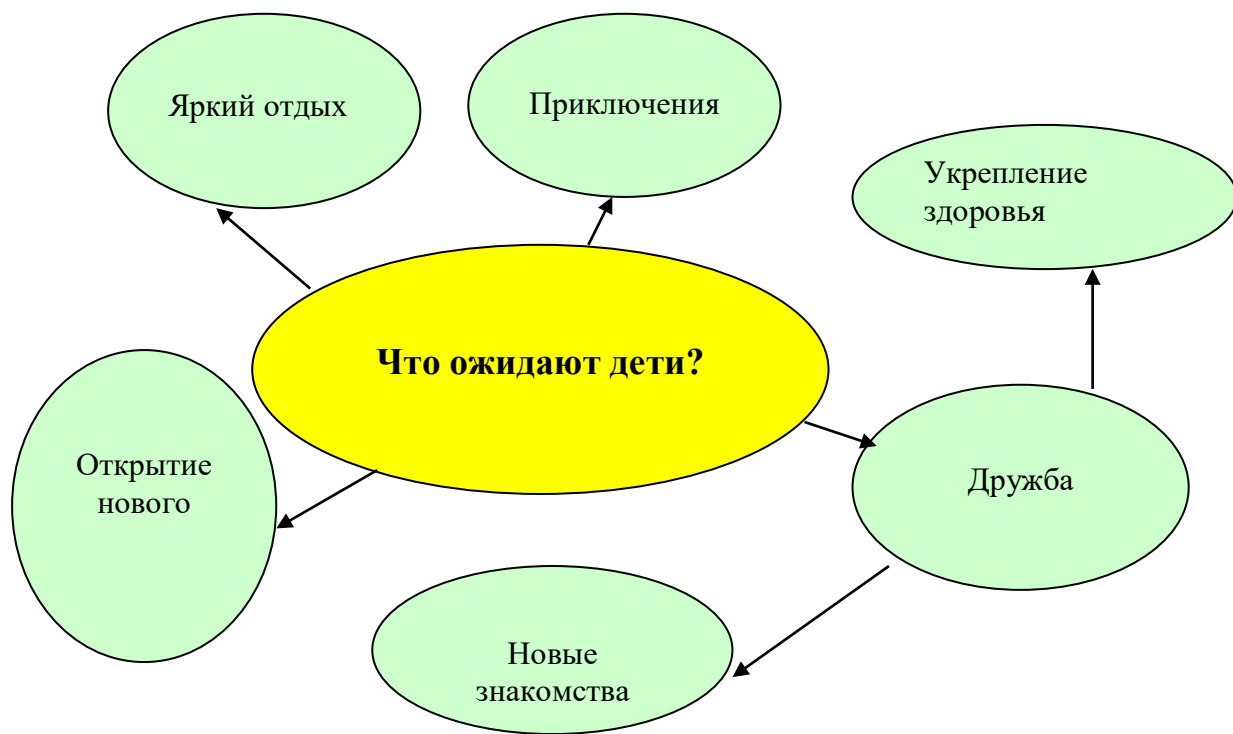 Яркий отдых
Приключения
Укрепление
здоровья
Что ожидают дети?
Открытие
нового
Дружба
Новые
знакомства